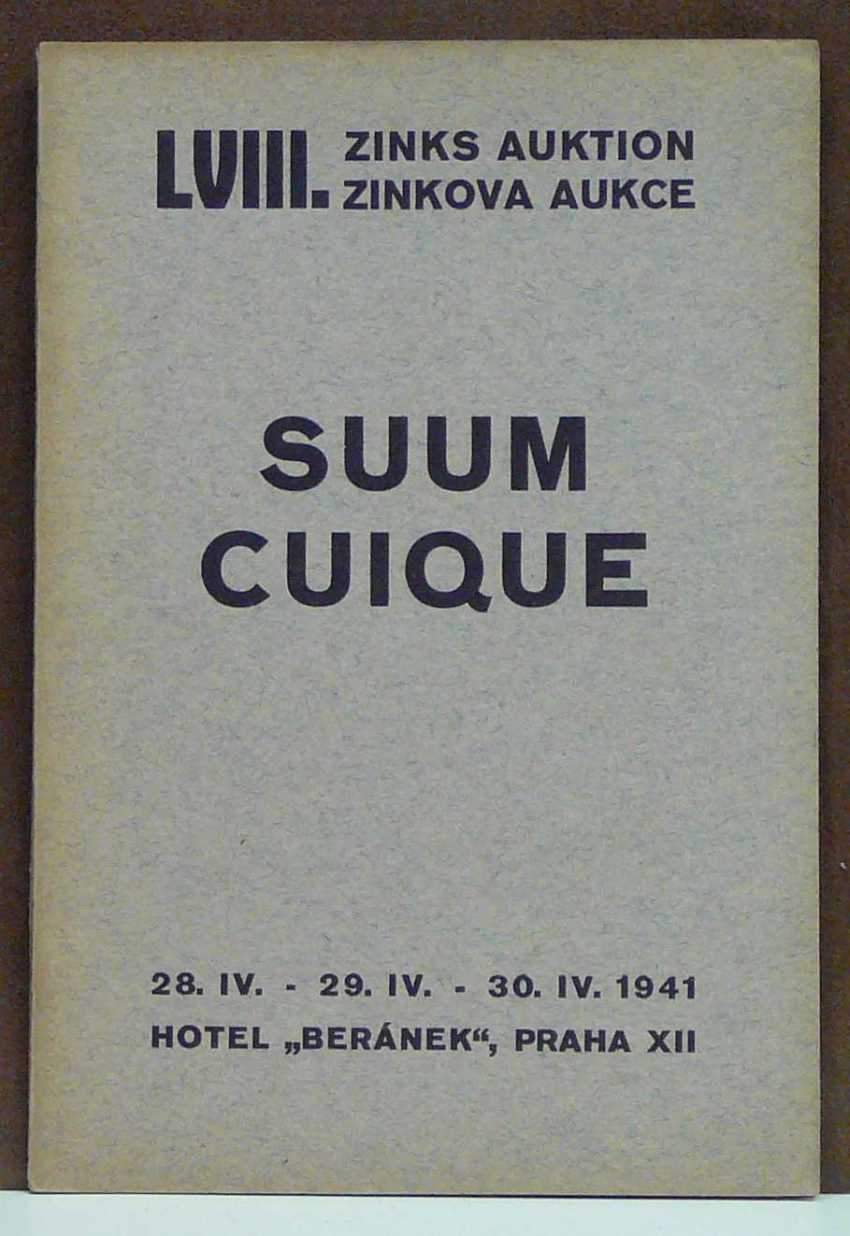 LVIII. ZINKS AUKTION
ZINKOVA AUKCE
SUUM
CUIQUE
28. IV. - 29. IV. - 30. IV. 1941
HOTEL „BERÁNEK“, PRAHA XII